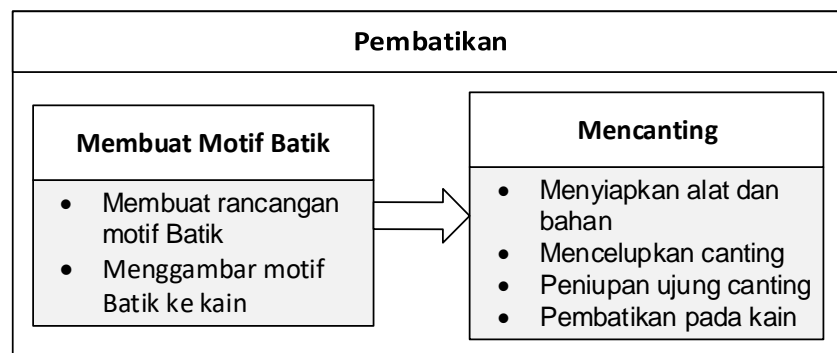 Pembatikan
Membuat Motif Batik
• Membuat rancangan
motif Batik
• Menggambar motif
Batik ke kain
Mencanting
• Menyiapkan alat dan
bahan
• Mencelupkan canting
• Peniupan ujung canting
• Pembatikan pada kain